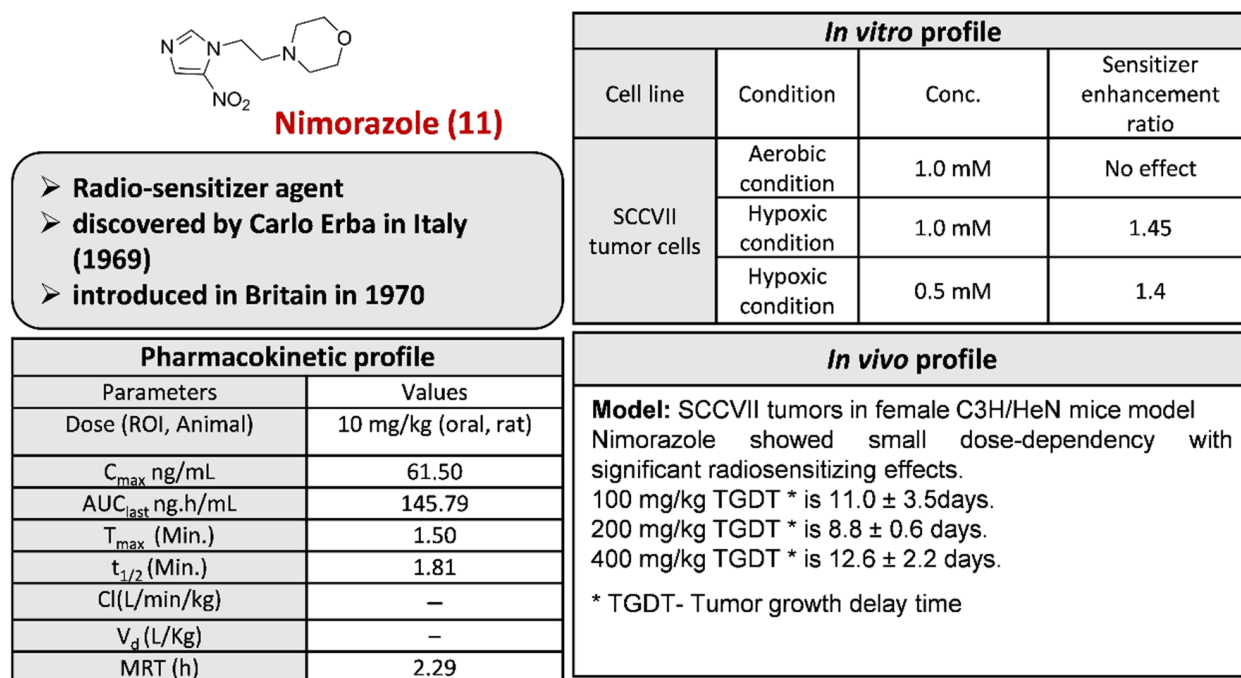 N
N
N
O
NO₂
Nimorazole (11)
➢ Radio-sensitizer agent
➢ discovered by Carlo Erba in Italy
(1969)
➢ introduced in Britain in 1970
Pharmacokinetic profile
Parameters Values
Dose (ROI, Animal) 10 mg/kg (oral, rat)
Cmax ng/mL 61.50
AUClast ng.h/mL 145.79
Tmax (Min.) 1.50
t1/2 (Min.) 1.81
Cl(L/min/kg) –
Vd (L/Kg) –
MRT (h) 2.29
In vitro profile
Cell line Condition Conc. Sensitizer
enhancement
ratio
SCCVII
tumor cells
Aerobic
condition 1.0 mM No effect
Hypoxic
condition 1.0 mM 1.45
Hypoxic
condition 0.5 mM 1.4
In vivo profile
Model: SCCVII tumors in female C3H/HeN mice model
Nimorazole showed small dose-dependency with
significant radiosensitizing effects.
100 mg/kg TGDT * is 11.0 ± 3.5days.
200 mg/kg TGDT * is 8.8 ± 0.6 days.
400 mg/kg TGDT * is 12.6 ± 2.2 days.
* TGDT- Tumor growth delay time